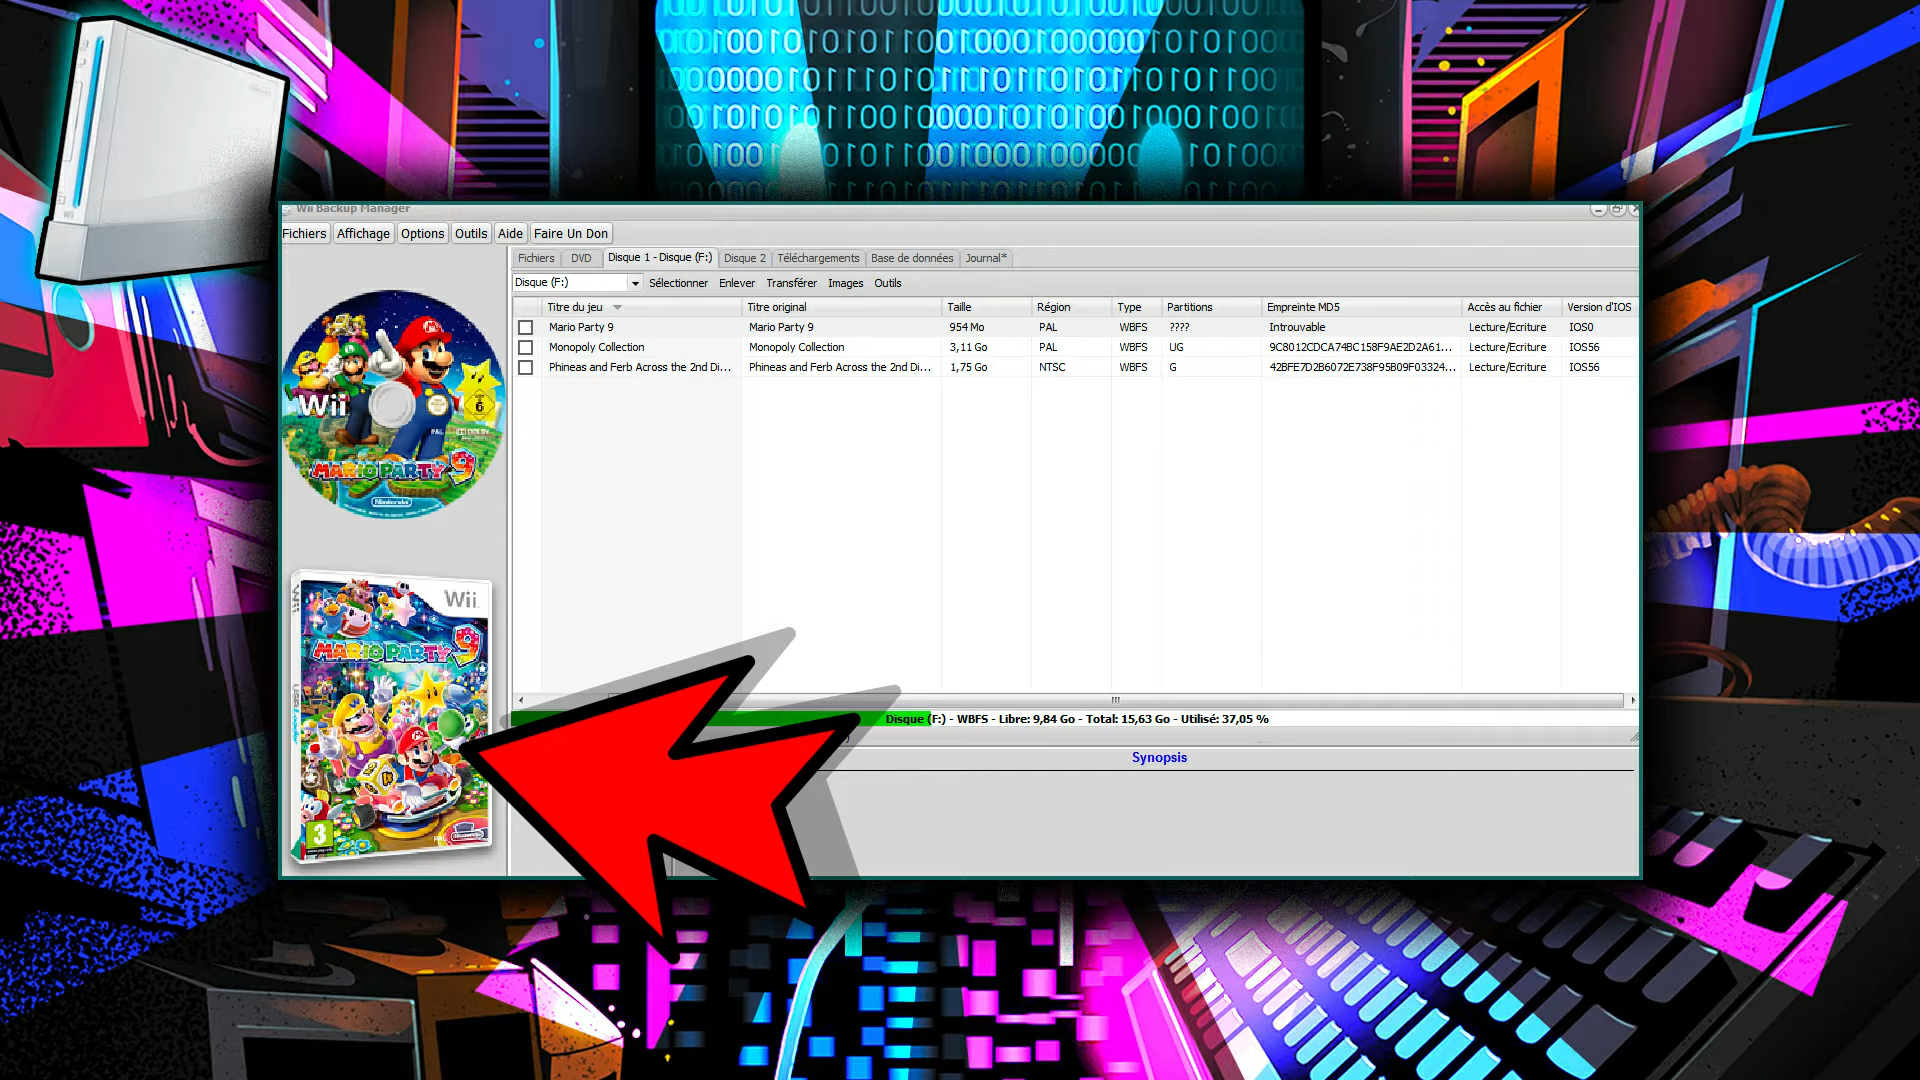 Wii Backup Manager
Fichiers Affichage Options Outils Aide Faire Un Don
Fichiers DVD Disque 1 - Disque (F:) Disque 2 Téléchargements Base de données Journal*
Disque (F:) Sélectionner Enlever Transférer Images Outils
Titre du jeu Titre original Taille Région Type Partitions Empreinte MD5 Accès au fichier Version d'IOS
Mario Party 9 Mario Party 9 954 Mo PAL WBFS ???? Introuvable Lecture/Ecriture IOS0
Monopoly Collection Monopoly Collection 3,11 Go PAL WBFS UG 9C8012CDCA74BC158F9AE2D2A61... Lecture/Ecriture IOS56
Phineas and Ferb Across the 2nd Di... Phineas and Ferb Across the 2nd Di... 1,75 Go NTSC WBFS G 42BFE7D2B6072E738F95B09F03324... Lecture/Ecriture IOS56
Wii
6
PAL
MARIO PARTY 9
Nintendo
Wii
MARIO PARTY 9
3
Disque (F:) - WBFS - Libre: 9,84 Go - Total: 15,63 Go - Utilisé: 37,05 %
Synopsis